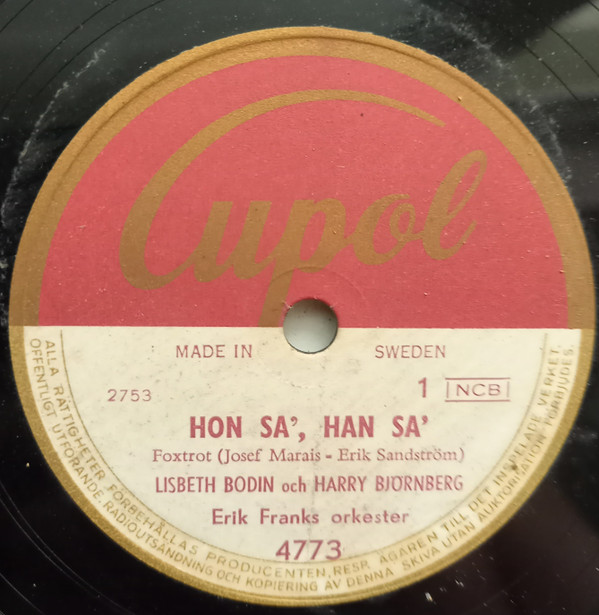 Cupol
MADE IN SWEDEN
2753 1 NCB
HON SA', HAN SA'
Foxtrot (Josef Marais - Erik Sandström)
LISBETH BODIN och HARRY BJÖRNBERG
Erik Franks orkester
4773
ALLA RÄTTIGHETER FÖRBEHÅLLAS PRODUCENTEN, RESP. ÄGAREN TILL DET INSPELADE VERKET.
OFFENTLIGT UTFÖRANDE, RADIOUTSÄNDNING OCH KOPIERING AV DENNA SKIVA UTAN AUKTORISATION FÖRBJUDES.